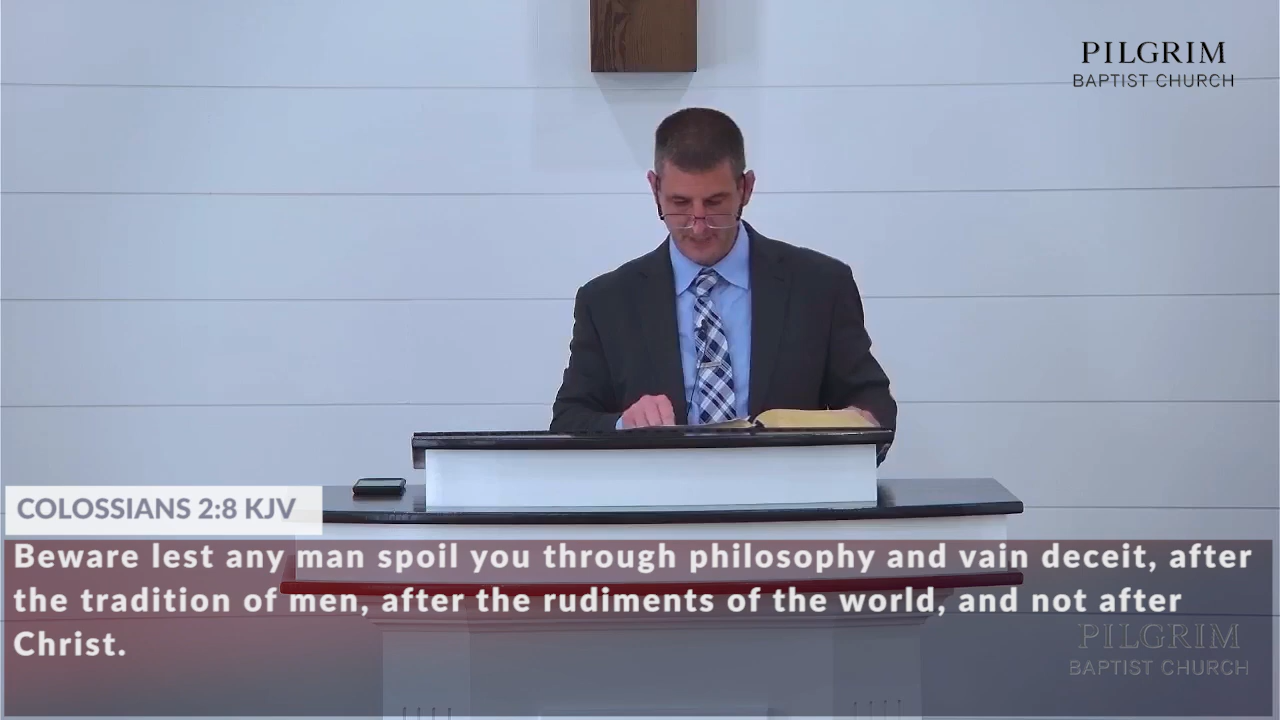 PILGRIM
BAPTIST CHURCH
COLOSSIANS 2:8 KJV
Beware lest any man spoil you through philosophy and vain deceit, after
the tradition of men, after the rudiments of the world, and not after
Christ.
PILGRIM
BAPTIST CHURCH